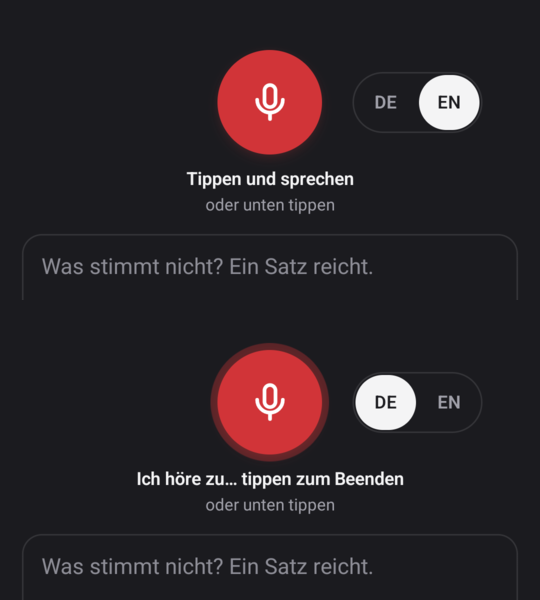 DE EN
Tippen und sprechen
oder unten tippen
Was stimmt nicht? Ein Satz reicht.
DE EN
Ich höre zu... tippen zum Beenden
oder unten tippen
Was stimmt nicht? Ein Satz reicht.